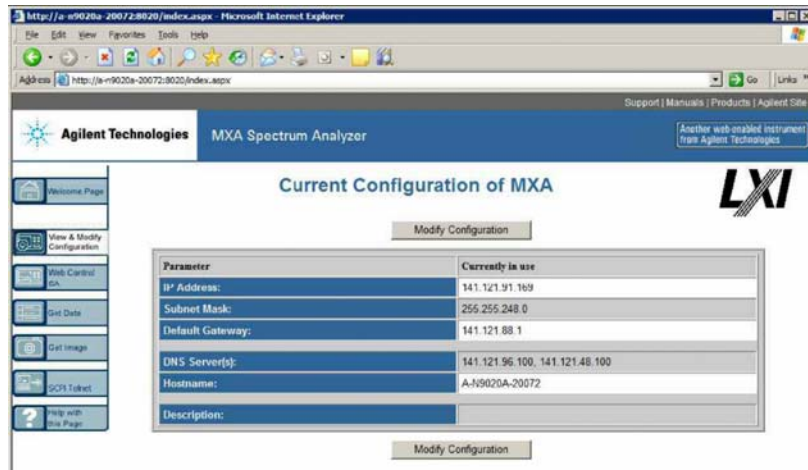 http://a-n9020a-20072:8020/index.aspx - Microsoft Internet Explorer
File Edit View Favorites Tools Help
Address http://a-n9020a-20072:8020/index.aspx Go Links »
Support | Manuals | Products | Agilent Site
Agilent Technologies MXA Spectrum Analyzer
Another web-enabled instrument
from Agilent Technologies
Welcome Page
Current Configuration of MXA
LXI
Modify Configuration
View & Modify
Configuration
Web Control
SA
Get Data
Get Image
SCPI Telnet
Help with
this Page
Parameter Currently in use
IP Address: 141.121.91.169
Subnet Mask: 255.255.248.0
Default Gateway: 141.121.88.1
DNS Server(s): 141.121.96.100, 141.121.48.100
Hostname: A-N9020A-20072
Description:
Modify Configuration